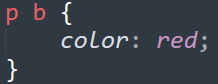 p b {
    color: red;
}